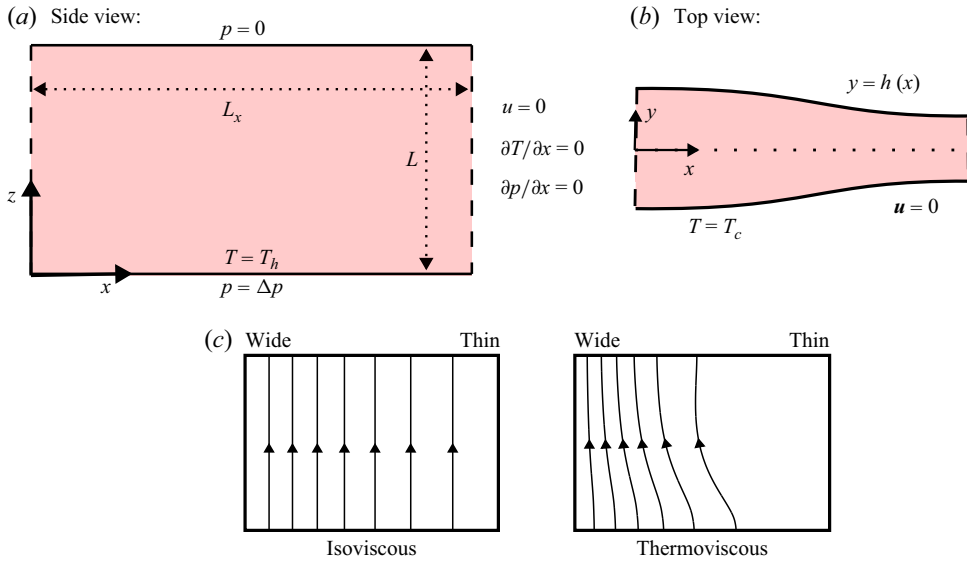 (a) Side view:
p = 0
L_x
L
z
x
T = T_h
p = Δp
u = 0
∂T/∂x = 0
∂p/∂x = 0
(b) Top view:
y = h (x)
y
x
T = T_c
u = 0
(c) Wide Thin
Isoviscous
Wide Thin
Thermoviscous